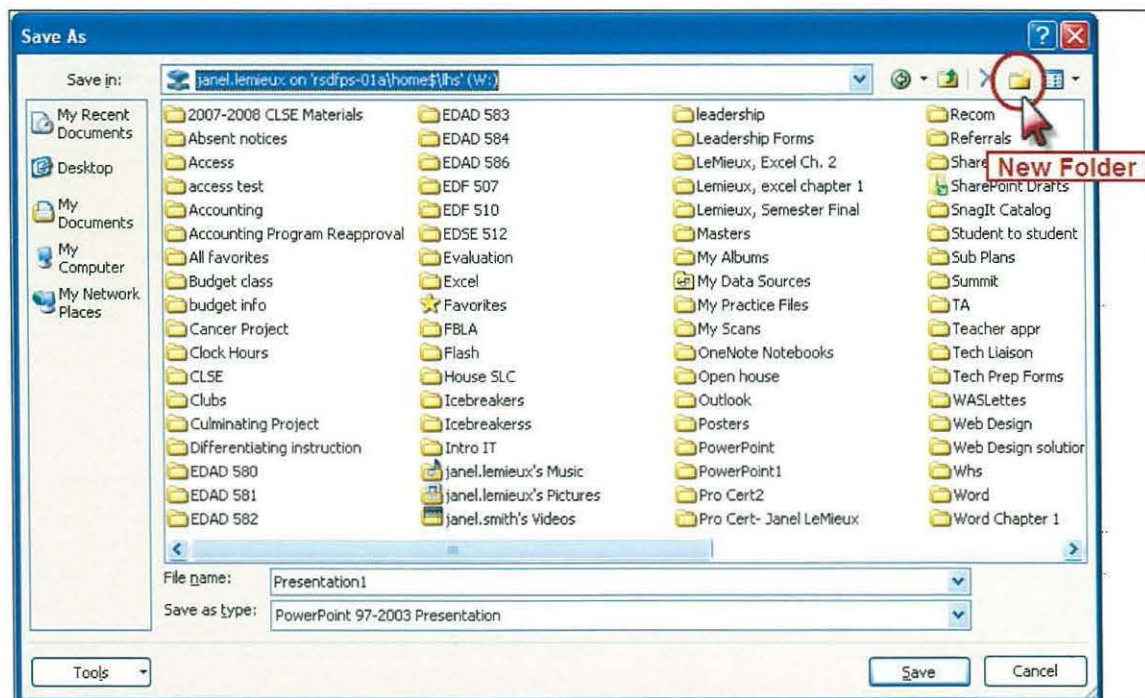 Save As
Save in:
janel.lemieux on 'rsdfps-01a\home$\lhs' (W:)
My Recent
Documents
Desktop
My
Documents
My
Computer
My Network
Places
2007-2008 CLSE Materials
Absent notices
Access
access test
Accounting
Accounting Program Reapproval
All favorites
Budget class
budget info
Cancer Project
Clock Hours
CLSE
Clubs
Culminating Project
Differentiating instruction
EDAD 580
EDAD 581
EDAD 582
EDAD 583
EDAD 584
EDAD 586
EDF 507
EDF 510
EDSE 512
Evaluation
Excel
Favorites
FBLA
Flash
House SLC
Icebreakers
Icebreakerss
Intro IT
janel.lemieux's Music
janel.lemieux's Pictures
janel.smith's Videos
leadership
Leadership Forms
LeMieux, Excel Ch. 2
Lemieux, excel chapter 1
Lemieux, Semester Final
Masters
My Albums
My Data Sources
My Practice Files
My Scans
OneNote Notebooks
Open house
Outlook
Posters
PowerPoint
PowerPoint1
Pro Cert2
Pro Cert- Janel LeMieux
Recom
Referrals
Share
New Folder
SharePoint Drafts
SnagIt Catalog
Student to student
Sub Plans
Summit
TA
Teacher appr
Tech Liaison
Tech Prep Forms
WASLettes
Web Design
Web Design solution
Whs
Word
Word Chapter 1
File name:
Presentation1
Save as type:
PowerPoint 97-2003 Presentation
Tools
Save
Cancel